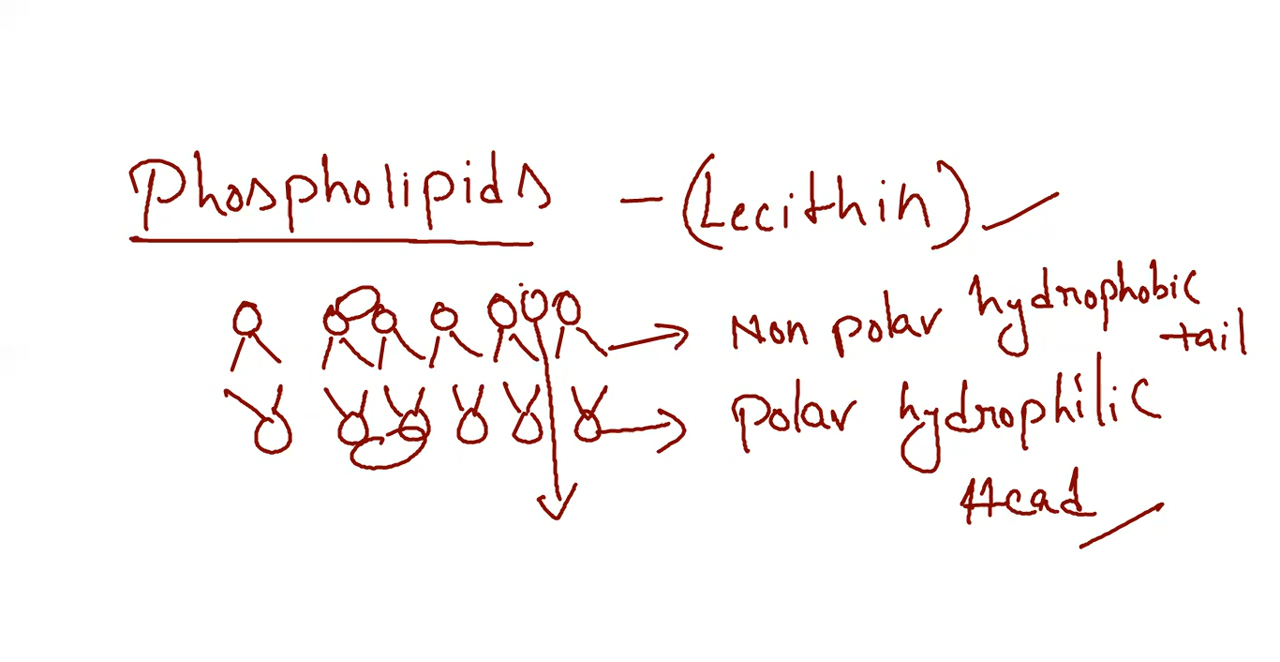 Phospholipids - (Lecithin)
Non polar hydrophobic
tail
polar hydrophilic
Head